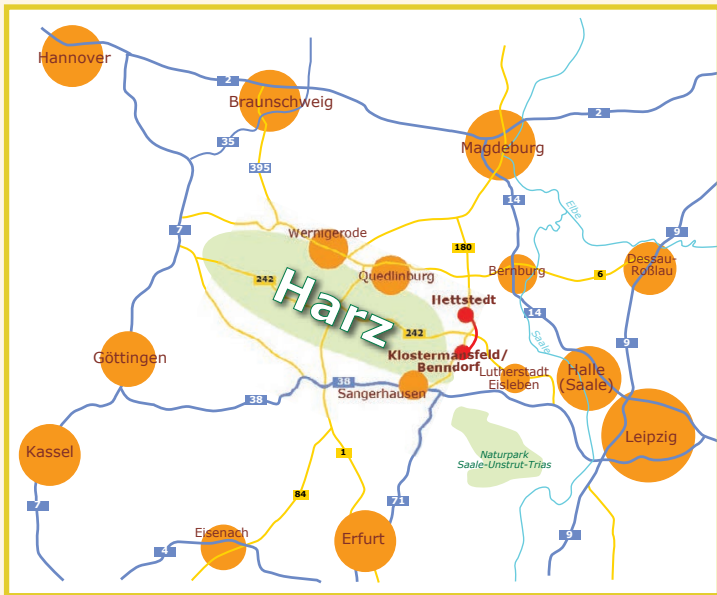 Hannover
2
Braunschweig
2
35
Magdeburg
395
14
Elbe
7
Wernigerode
180
9
Quedlinburg
Bernburg
6
Dessau-
Roßlau
242
Harz
Hettstedt
14
242
Saale
9
Göttingen
Klostermansfeld/
Benndorf
Lutherstadt
Eisleben
Halle
(Saale)
38
38
Sangerhausen
Leipzig
Kassel
Naturpark
Saale-Unstrut-Trias
1
84
7
71
Eisenach
4
Erfurt
9